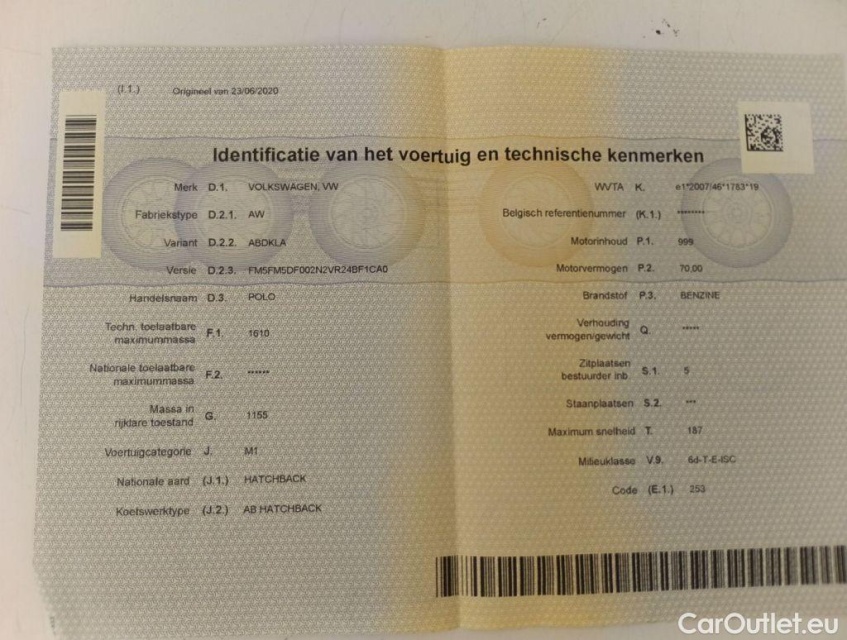 (I.1.) Origineel van 23/06/2020
Identificatie van het voertuig en technische kenmerken
Merk D.1. VOLKSWAGEN, VW
Fabriekstype D.2.1. AW
Variant D.2.2. ABDKLA
Versie D.2.3. FM5FM5DF002N2VR24BF1CA0
Handelsnaam D.3. POLO
Techn. toelaatbare
maximummassa F.1. 1610
Nationale toelaatbare
maximummassa F.2. ******
Massa in
rijklare toestand G. 1155
Voertuigcategorie J. M1
Nationale aard (J.1.) HATCHBACK
Koetswerktype (J.2.) AB HATCHBACK
WVTA K. e1*2007/46*1783*19
Belgisch referentienummer (K.1.) ********
Motorinhoud P.1. 999
Motorvermogen P.2. 70,00
Brandstof P.3. BENZINE
Verhouding
vermogen/gewicht Q. *****
Zitplaatsen
bestuurder inb. S.1. 5
Staanplaatsen S.2. ***
Maximum snelheid T. 187
Milieuklasse V.9. 6d-T-E-ISC
Code (E.1.) 253
CarOutlet.eu